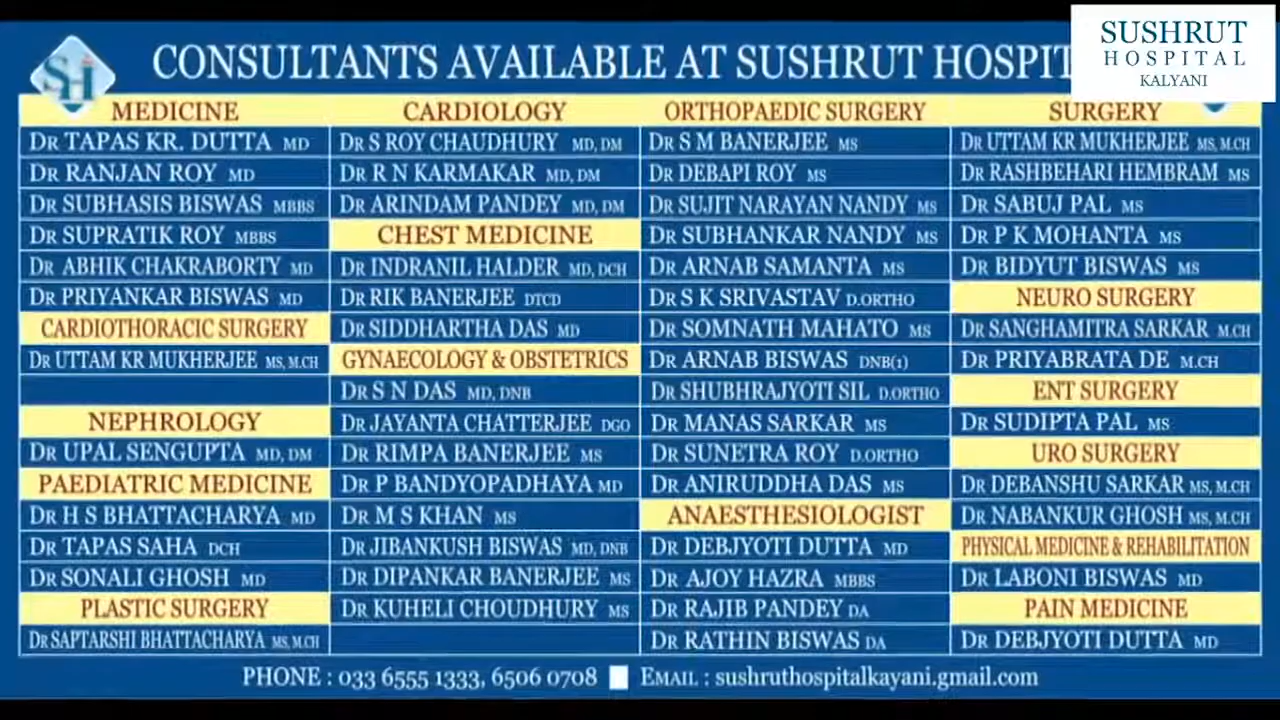 SUSHRUT
HOSPITAL
KALYANI
SH
CONSULTANTS AVAILABLE AT SUSHRUT HOSPIT
MEDICINE
DR TAPAS KR. DUTTA MD
DR RANJAN ROY MD
DR SUBHASIS BISWAS MBBS
DR SUPRATIK ROY MBBS
DR ABHIK CHAKRABORTY MD
DR PRIYANKAR BISWAS MD
CARDIOTHORACIC SURGERY
DR UTTAM KR MUKHERJEE MS, M.CH
NEPHROLOGY
DR UPAL SENGUPTA MD, DM
PAEDIATRIC MEDICINE
DR H S BHATTACHARYA MD
DR TAPAS SAHA DCH
DR SONALI GHOSH MD
PLASTIC SURGERY
DR SAPTARSHI BHATTACHARYA MS, M.CH
CARDIOLOGY
DR S ROY CHAUDHURY MD, DM
DR R N KARMAKAR MD, DM
DR ARINDAM PANDEY MD, DM
CHEST MEDICINE
DR INDRANIL HALDER MD, DCH
DR RIK BANERJEE DTCD
DR SIDDHARTHA DAS MD
GYNAECOLOGY & OBSTETRICS
DR S N DAS MD, DNB
DR JAYANTA CHATTERJEE DGO
DR RIMPA BANERJEE MS
DR P BANDYOPADHAYA MD
DR M S KHAN MS
DR JIBANKUSH BISWAS MD, DNB
DR DIPANKAR BANERJEE MS
DR KUHELI CHOUDHURY MS
ORTHOPAEDIC SURGERY
DR S M BANERJEE MS
DR DEBAPI ROY MS
DR SUJIT NARAYAN NANDY MS
DR SUBHANKAR NANDY MS
DR ARNAB SAMANTA MS
DR S K SRIVASTAV D.ORTHO
DR SOMNATH MAHATO MS
DR ARNAB BISWAS DNB(1)
DR SHUBHRAJYOTI SIL D.ORTHO
DR MANAS SARKAR MS
DR SUNETRA ROY D.ORTHO
DR ANIRUDDHA DAS MS
ANAESTHESIOLOGIST
DR DEBJYOTI DUTTA MD
DR AJOY HAZRA MBBS
DR RAJIB PANDEY DA
DR RATHIN BISWAS DA
SURGERY
DR UTTAM KR MUKHERJEE MS, M.CH
DR RASHBEHARI HEMBRAM MS
DR SABUJ PAL MS
DR P K MOHANTA MS
DR BIDYUT BISWAS MS
NEURO SURGERY
DR SANGHAMITRA SARKAR M.CH
DR PRIYABRATA DE M.CH
ENT SURGERY
DR SUDIPTA PAL MS
URO SURGERY
DR DEBANSHU SARKAR MS, M.CH
DR NABANKUR GHOSH MS, M.CH
PHYSICAL MEDICINE & REHABILITATION
DR LABONI BISWAS MD
PAIN MEDICINE
DR DEBJYOTI DUTTA MD
PHONE : 033 6555 1333, 6506 0708 EMAIL : sushruthospitalkayani.gmail.com